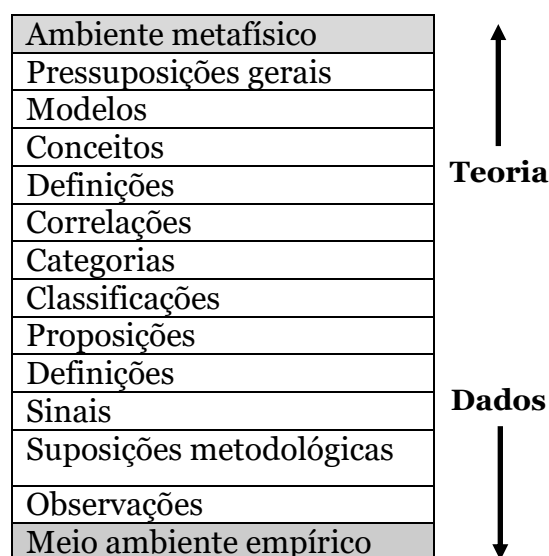 Ambiente metafísico
Pressuposições gerais
Modelos
Conceitos
Definições
Correlações
Categorias
Classificações
Proposições
Definições
Sinais
Suposições metodológicas
Observações
Meio ambiente empírico
Teoria
Dados